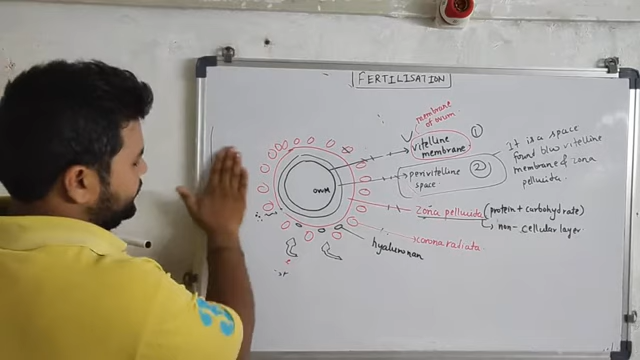 FERTILISATION
membrane
of ovum
vitelline
membrane
1
perivitelline
space
2
It is a space
found b/w vitelline
membrane & zona
pellucida.
ovum
zona pellucida (protein + carbohydrate)
non-cellular layer
corona radiata
hyaluronan